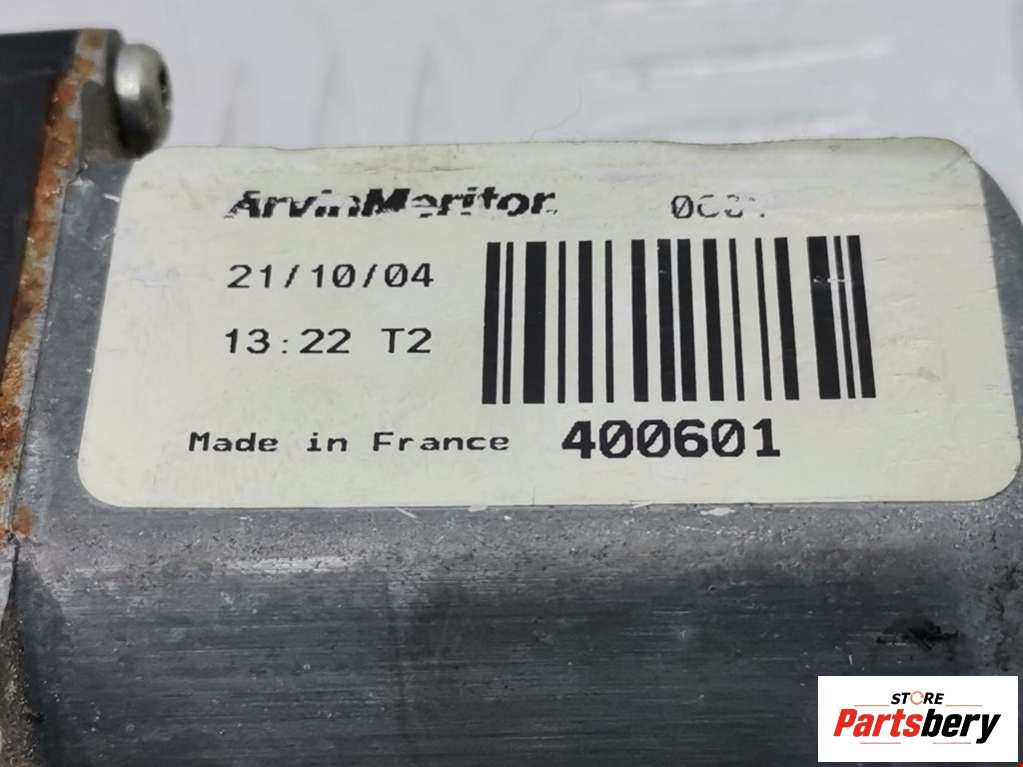 ArvinMeritor
21/10/04
13:22 T2
Made in France 400601
STORE
Partsbery